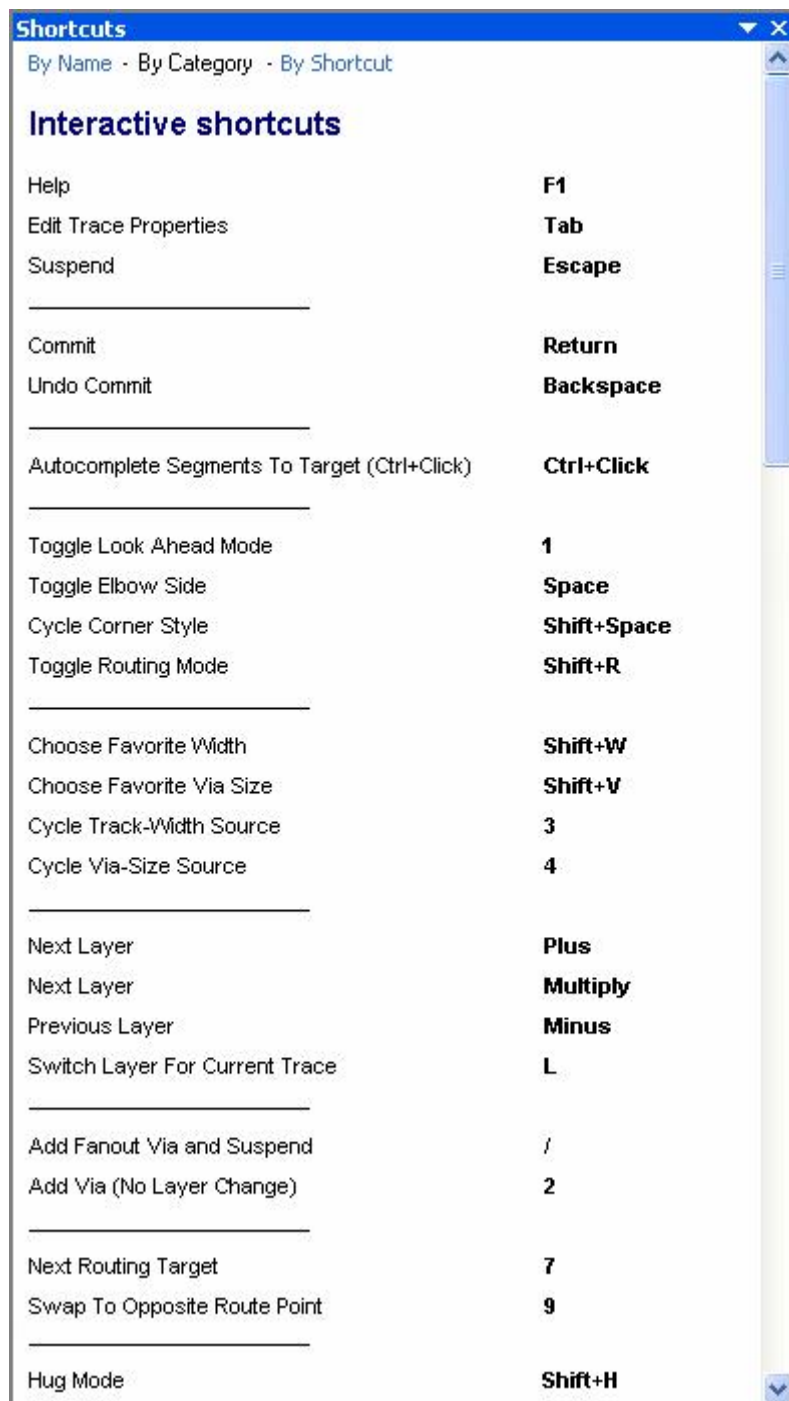 Shortcuts
By Name - By Category - By Shortcut
Interactive shortcuts
Help F1
Edit Trace Properties Tab
Suspend Escape
Commit Return
Undo Commit Backspace
Autocomplete Segments To Target (Ctrl+Click) Ctrl+Click
Toggle Look Ahead Mode 1
Toggle Elbow Side Space
Cycle Corner Style Shift+Space
Toggle Routing Mode Shift+R
Choose Favorite Width Shift+W
Choose Favorite Via Size Shift+V
Cycle Track-Width Source 3
Cycle Via-Size Source 4
Next Layer Plus
Next Layer Multiply
Previous Layer Minus
Switch Layer For Current Trace L
Add Fanout Via and Suspend /
Add Via (No Layer Change) 2
Next Routing Target 7
Swap To Opposite Route Point 9
Hug Mode Shift+H